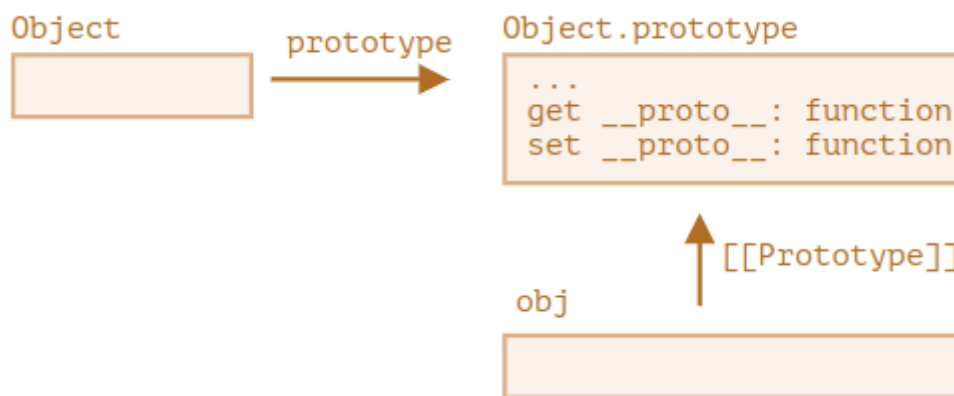 Object
prototype
Object.prototype
...
get __proto__: function
set __proto__: function
[[Prototype]]
obj